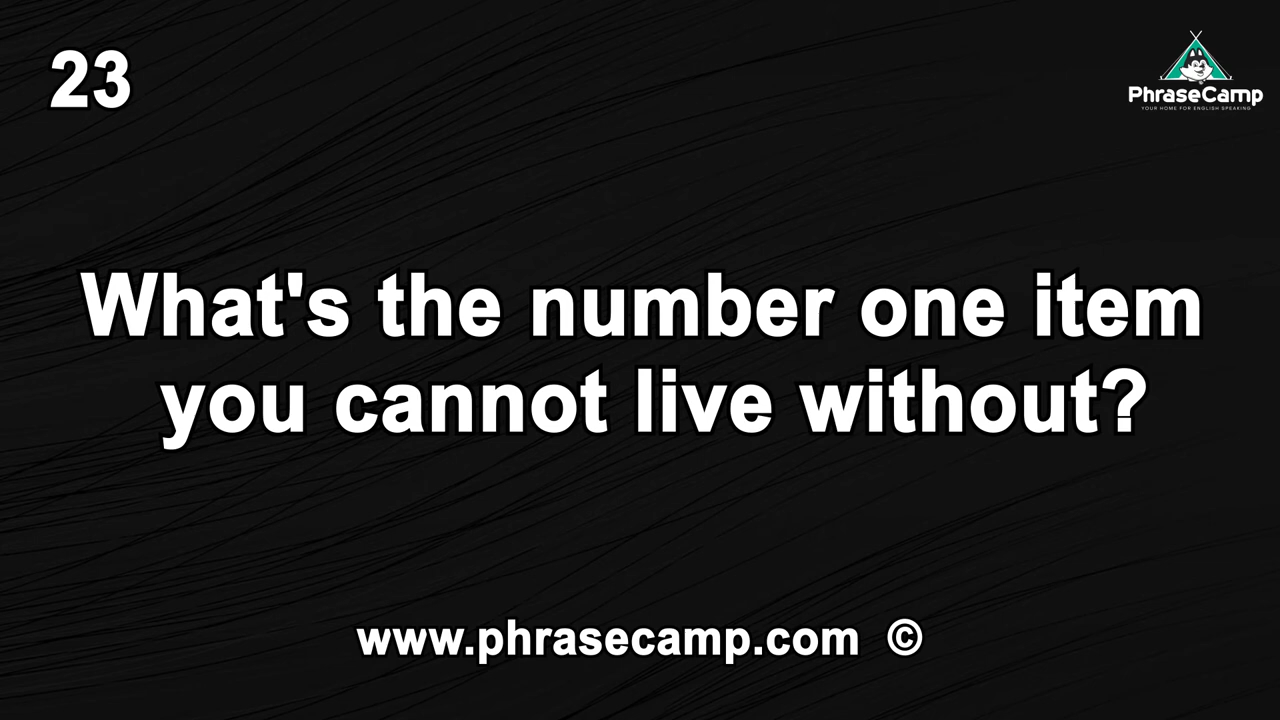 23
PhraseCamp
YOUR HOME FOR ENGLISH SPEAKING
What's the number one item
you cannot live without?
www.phrasecamp.com ©